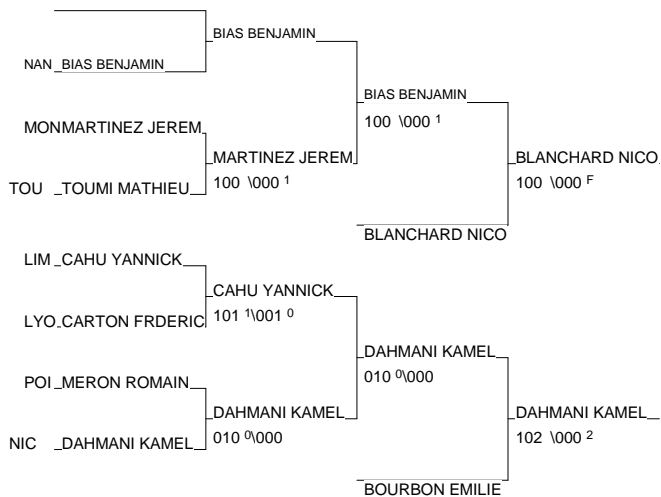 BIAS BENJAMIN
NAN BIAS BENJAMIN
BIAS BENJAMIN
100 \000 1
MONMARTINEZ JEREM
MARTINEZ JEREM
100 \000 1
BLANCHARD NICO
100 \000 F
TOU TOUMI MATHIEU
BLANCHARD NICO
LIM CAHU YANNICK
CAHU YANNICK
101 1\001 0
LYO CARTON FRDERIC
DAHMANI KAMEL
010 0\000
POI MERON ROMAIN
DAHMANI KAMEL
010 0\000
DAHMANI KAMEL
102 \000 2
NIC DAHMANI KAMEL
BOURBON EMILIE